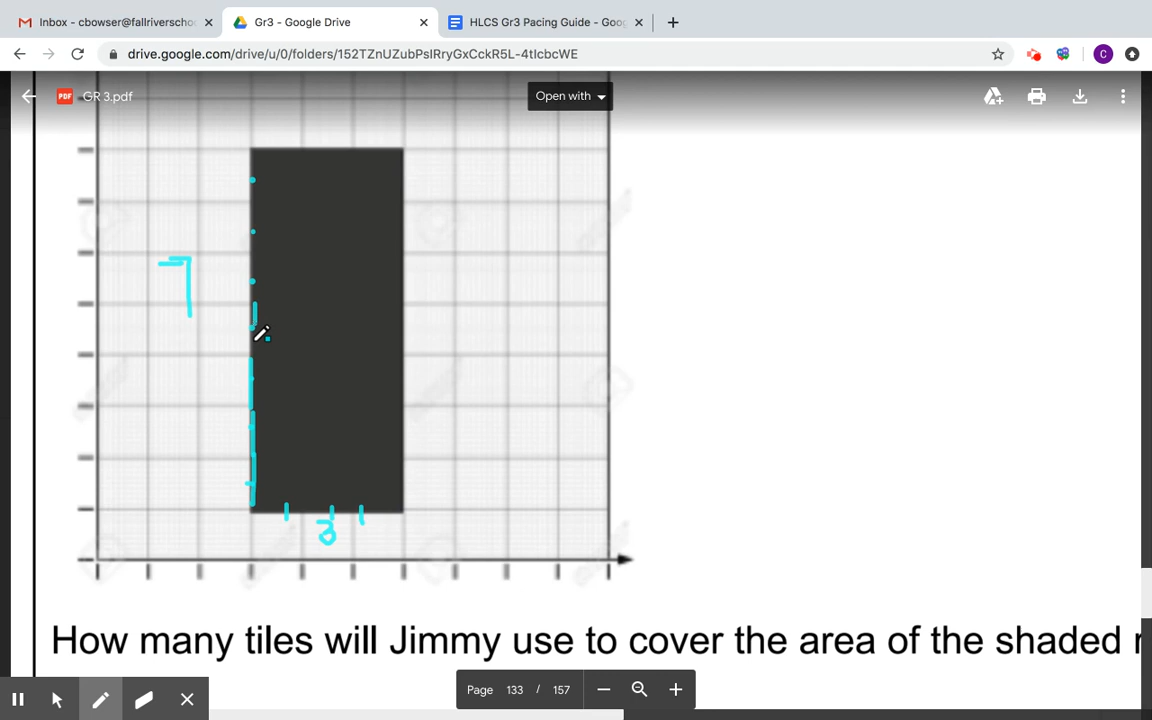 Inbox - cbowser@fallriverscho
Gr3 - Google Drive
HLCS Gr3 Pacing Guide - Goog
drive.google.com/drive/u/0/folders/152TZnUZubPsIRryGxCckR5L-4tIcbcWE
C
PDF
GR 3.pdf
Open with
7
3
How many tiles will Jimmy use to cover the area of the shaded r
Page 133 / 157